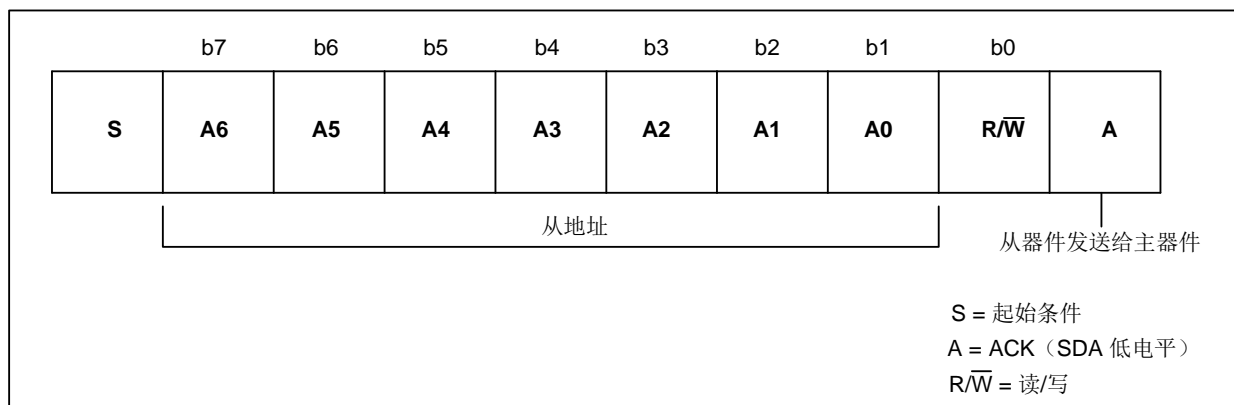 b7 b6 b5 b4 b3 b2 b1 b0
S A6 A5 A4 A3 A2 A1 A0 R/W̅ A
从地址
从器件发送给主器件
S = 起始条件
A = ACK（SDA 低电平）
R/W̅ = 读/写